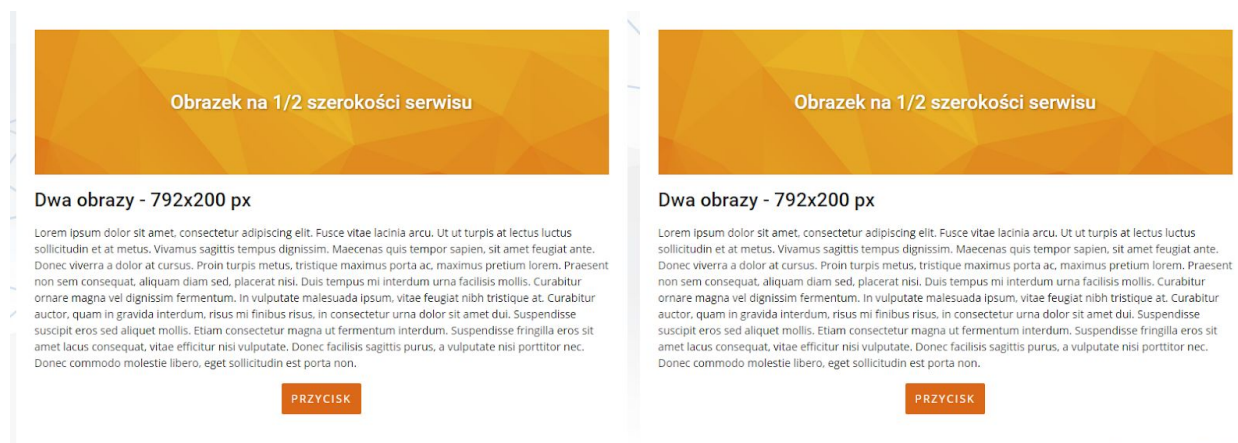 Obrazek na 1/2 szerokości serwisu
Dwa obrazy - 792x200 px
Lorem ipsum dolor sit amet, consectetur adipiscing elit. Fusce vitae lacinia arcu. Ut ut turpis at lectus luctus
sollicitudin et at metus. Vivamus sagittis tempus dignissim. Maecenas quis tempor sapien, sit amet feugiat ante.
Donec viverra a dolor at cursus. Proin turpis metus, tristique maximus porta ac, maximus pretium lorem. Praesent
non sem consequat, aliquam diam sed, placerat nisi. Duis tempus mi interdum urna facilisis mollis. Curabitur
ornare magna vel dignissim fermentum. In vulputate malesuada ipsum, vitae feugiat nibh tristique at. Curabitur
auctor, quam in gravida interdum, risus mi finibus risus, in consectetur urna dolor sit amet dui. Suspendisse
suscipit eros sed aliquet mollis. Etiam consectetur magna ut fermentum interdum. Suspendisse fringilla eros sit
amet lacus consequat, vitae efficitur nisi vulputate. Donec facilisis sagittis purus, a vulputate nisi porttitor nec.
Donec commodo molestie libero, eget sollicitudin est porta non.
PRZYCISK
Obrazek na 1/2 szerokości serwisu
Dwa obrazy - 792x200 px
Lorem ipsum dolor sit amet, consectetur adipiscing elit. Fusce vitae lacinia arcu. Ut ut turpis at lectus luctus
sollicitudin et at metus. Vivamus sagittis tempus dignissim. Maecenas quis tempor sapien, sit amet feugiat ante.
Donec viverra a dolor at cursus. Proin turpis metus, tristique maximus porta ac, maximus pretium lorem. Praesent
non sem consequat, aliquam diam sed, placerat nisi. Duis tempus mi interdum urna facilisis mollis. Curabitur
ornare magna vel dignissim fermentum. In vulputate malesuada ipsum, vitae feugiat nibh tristique at. Curabitur
auctor, quam in gravida interdum, risus mi finibus risus, in consectetur urna dolor sit amet dui. Suspendisse
suscipit eros sed aliquet mollis. Etiam consectetur magna ut fermentum interdum. Suspendisse fringilla eros sit
amet lacus consequat, vitae efficitur nisi vulputate. Donec facilisis sagittis purus, a vulputate nisi porttitor nec.
Donec commodo molestie libero, eget sollicitudin est porta non.
PRZYCISK